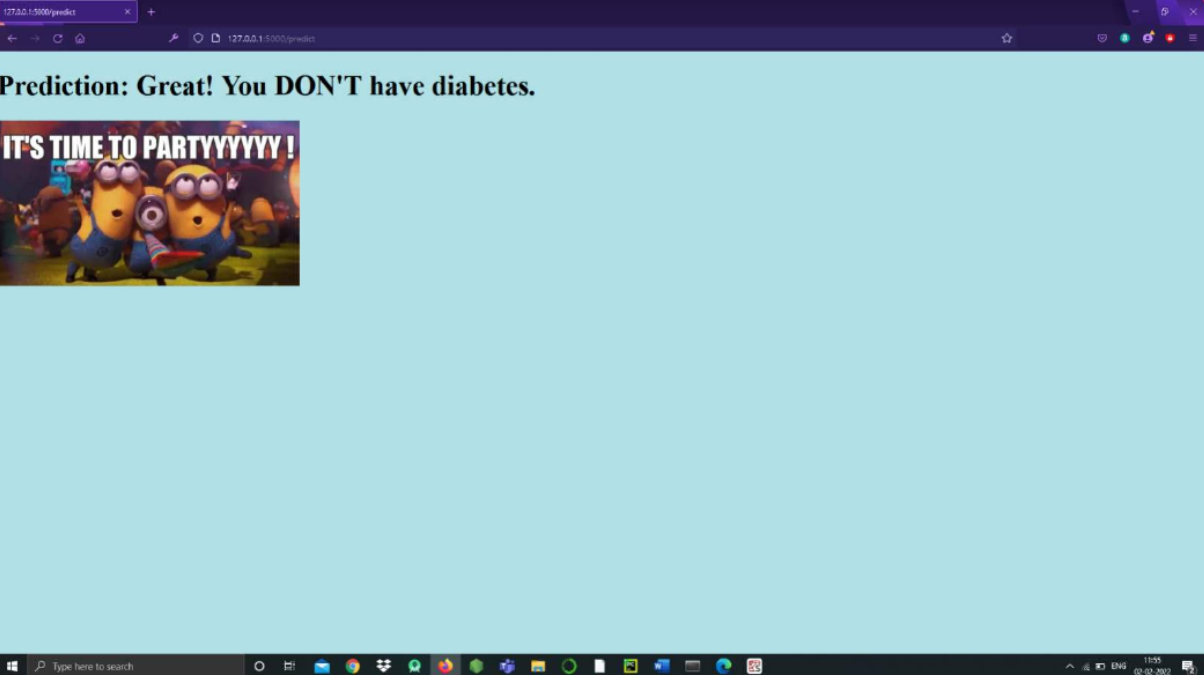 127.0.0.1:5000/predict
127.0.0.1:5000/predict
Prediction: Great! You DON'T have diabetes.
IT'S TIME TO PARTYYYYYY !
Type here to search
ENG
11:55
02-02-2022